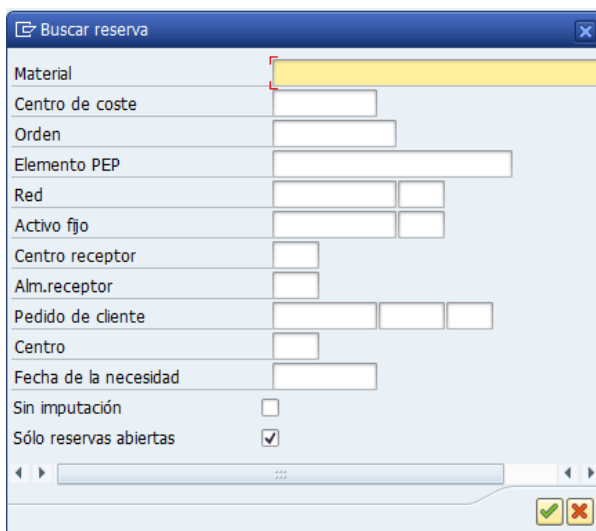 Buscar reserva
Material
Centro de coste
Orden
Elemento PEP
Red
Activo fijo
Centro receptor
Alm.receptor
Pedido de cliente
Centro
Fecha de la necesidad
Sin imputación
Sólo reservas abiertas